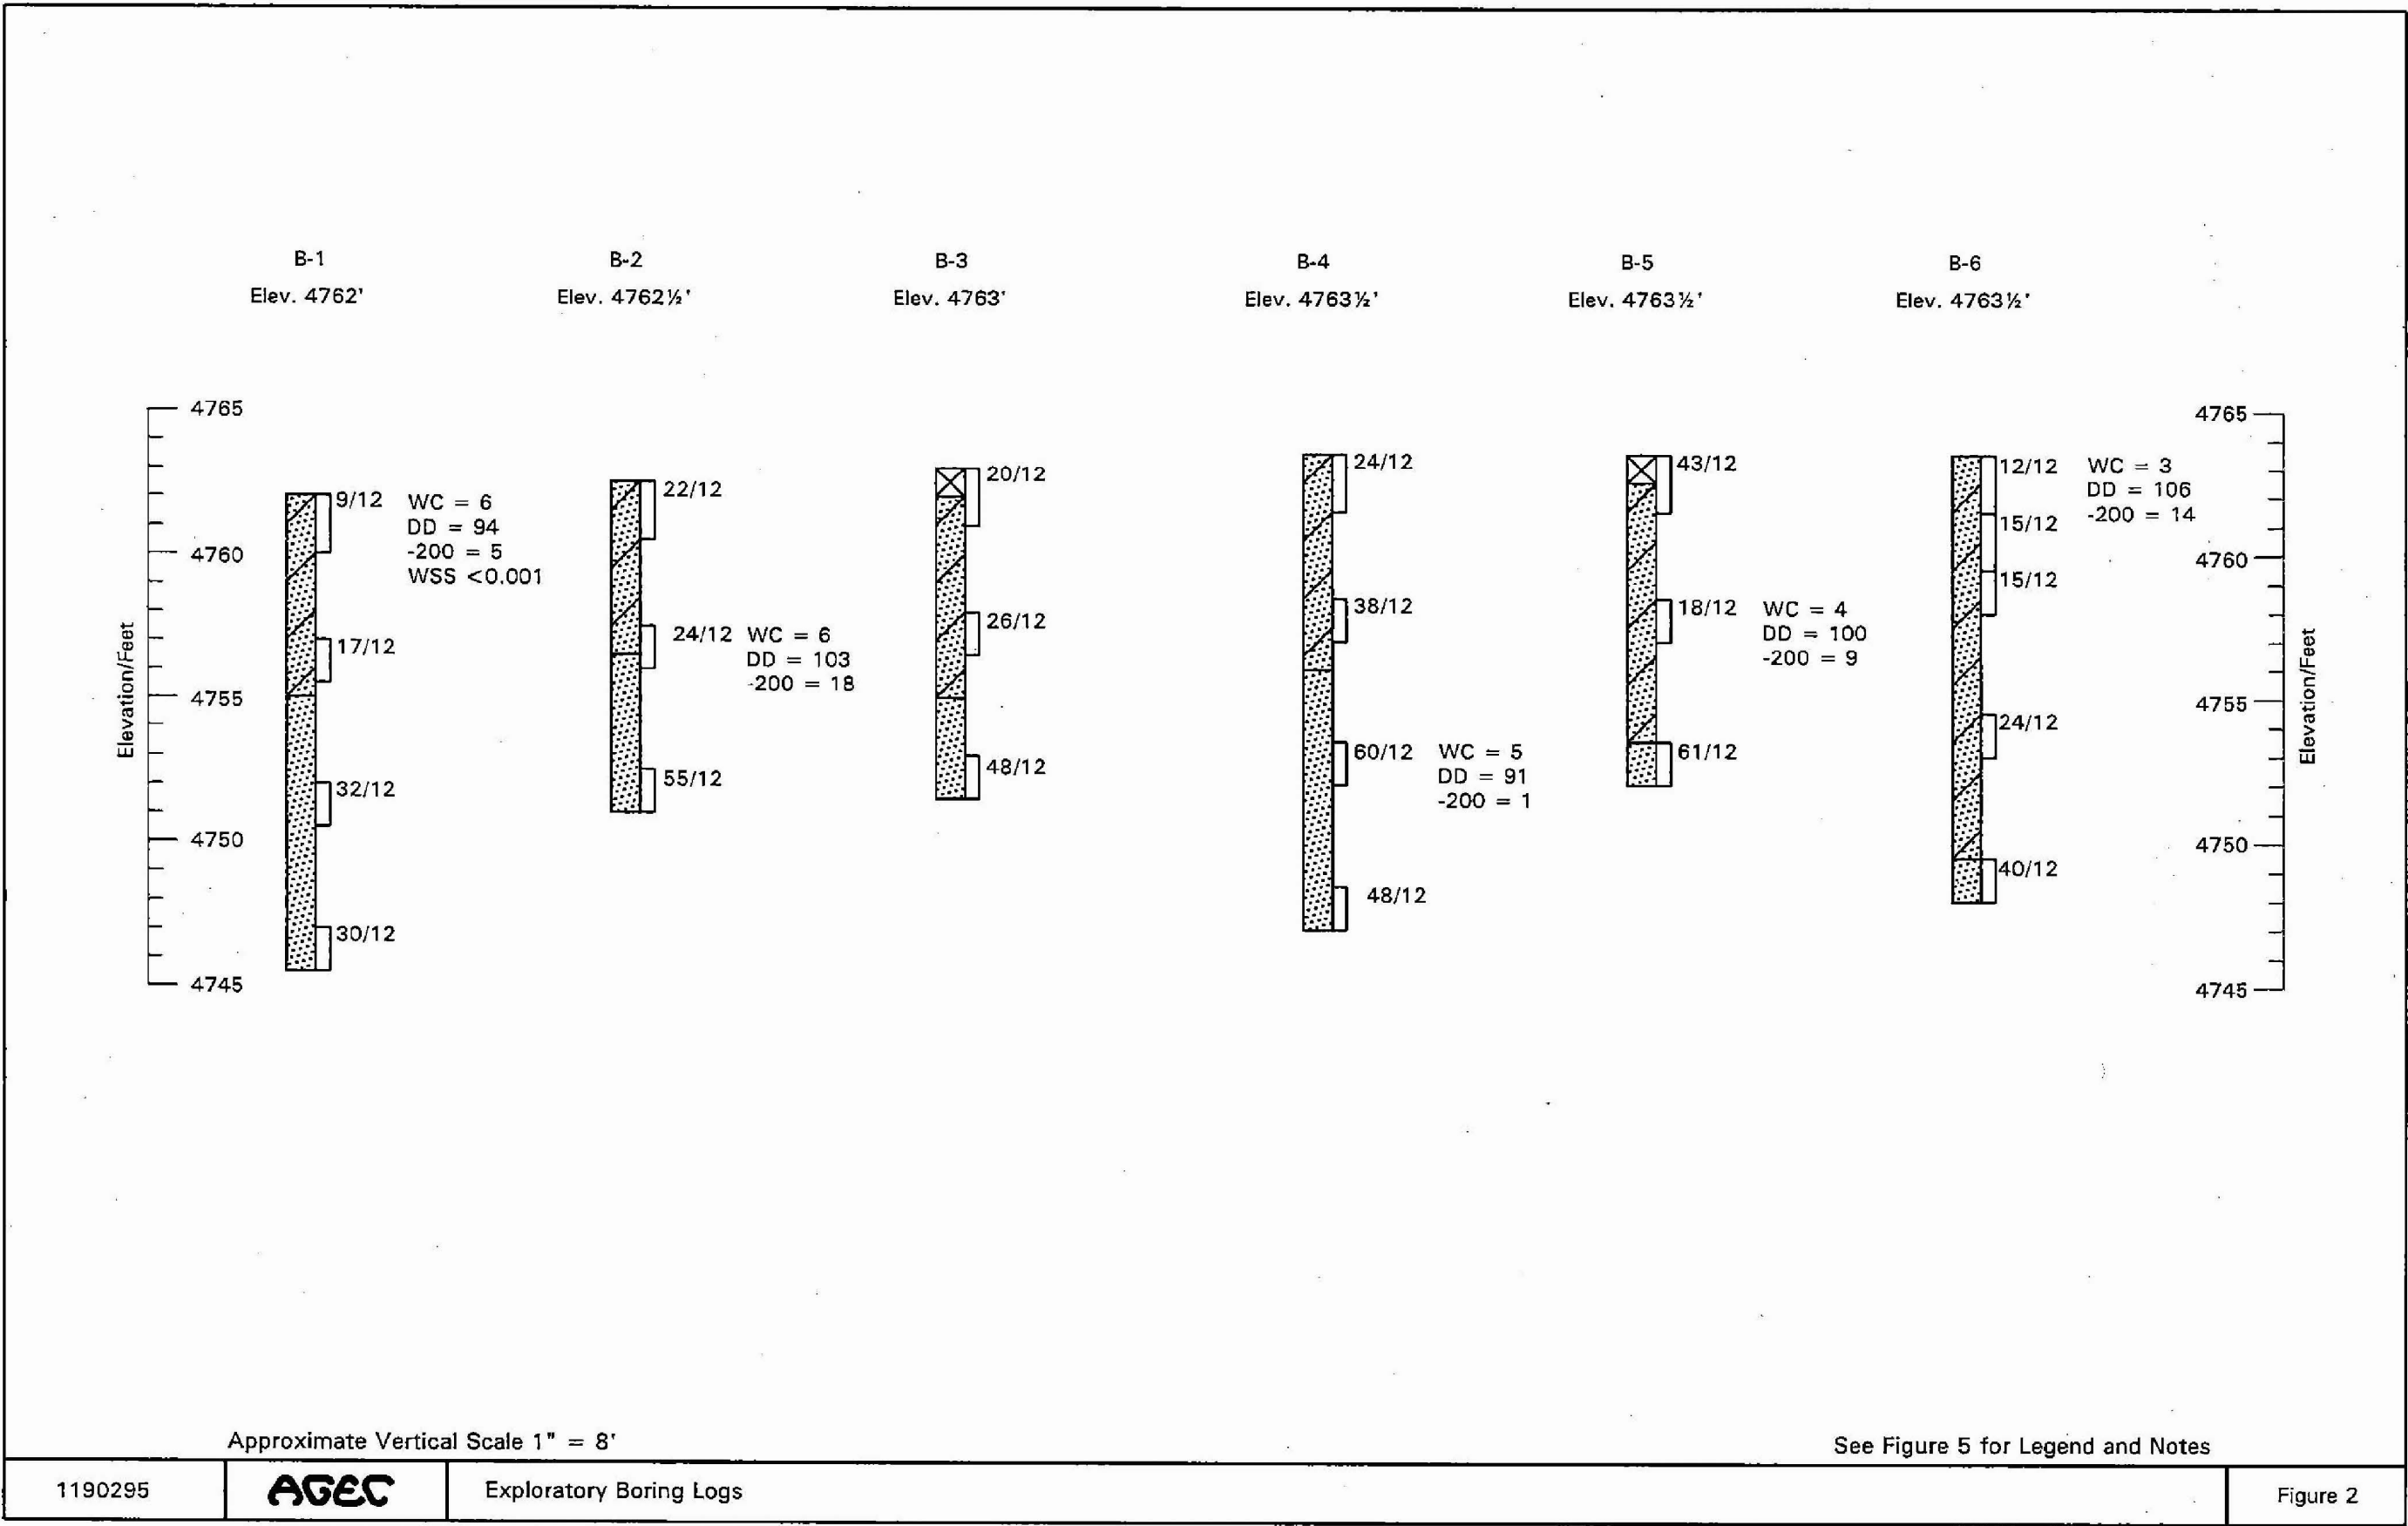 B-1
Elev. 4762'
B-2
Elev. 4762½'
B-3
Elev. 4763'
B-4
Elev. 4763½'
B-5
Elev. 4763½'
B-6
Elev. 4763½'
Elevation/Feet
4765
4760
4755
4750
4745
9/12
WC = 6
DD = 94
-200 = 5
WSS <0.001
17/12
32/12
30/12
22/12
24/12
WC = 6
DD = 103
-200 = 18
55/12
20/12
26/12
48/12
24/12
38/12
60/12
WC = 5
DD = 91
-200 = 1
48/12
43/12
18/12
WC = 4
DD = 100
-200 = 9
61/12
12/12
WC = 3
DD = 106
-200 = 14
15/12
15/12
24/12
40/12
4765
4760
4755
4750
4745
Elevation/Feet
Approximate Vertical Scale 1" = 8'
See Figure 5 for Legend and Notes
1190295
AGEC
Exploratory Boring Logs
Figure 2